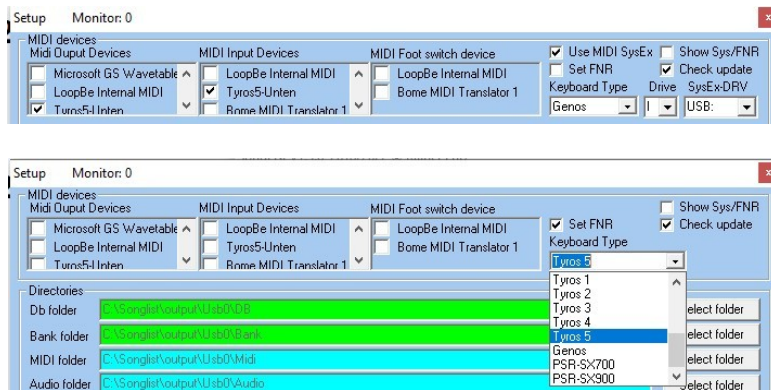 Setup Monitor: 0
MIDI devices
Midi Ouput Devices MIDI Input Devices MIDI Foot switch device Use MIDI SysEx Show Sys/FNR
Microsoft GS Wavetable LoopBe Internal MIDI LoopBe Internal MIDI Set FNR Check update
LoopBe Internal MIDI Tyros5-Unten Bome MIDI Translator 1 Keyboard Type Drive SysEx-DRV
Tyros5-Unten Bome MIDI Translator 1 Genos I USB:
Setup Monitor: 0
MIDI devices
Midi Ouput Devices MIDI Input Devices MIDI Foot switch device Show Sys/FNR
Microsoft GS Wavetable LoopBe Internal MIDI LoopBe Internal MIDI Set FNR Check update
LoopBe Internal MIDI Tyros5-Unten Bome MIDI Translator 1 Keyboard Type
Tyros5-Unten Bome MIDI Translator 1 Tyros 5
Tyros 1
Directories Tyros 2
Db folder C:\Songlist\output\Usb0\DB Tyros 3 elect folder
Tyros 4
Bank folder C:\Songlist\output\Usb0\Bank Tyros 5 elect folder
Genos
MIDI folder C:\Songlist\output\Usb0\Midi PSR-SX700 elect folder
Audio folder C:\Songlist\output\Usb0\Audio PSR-SX900 elect folder